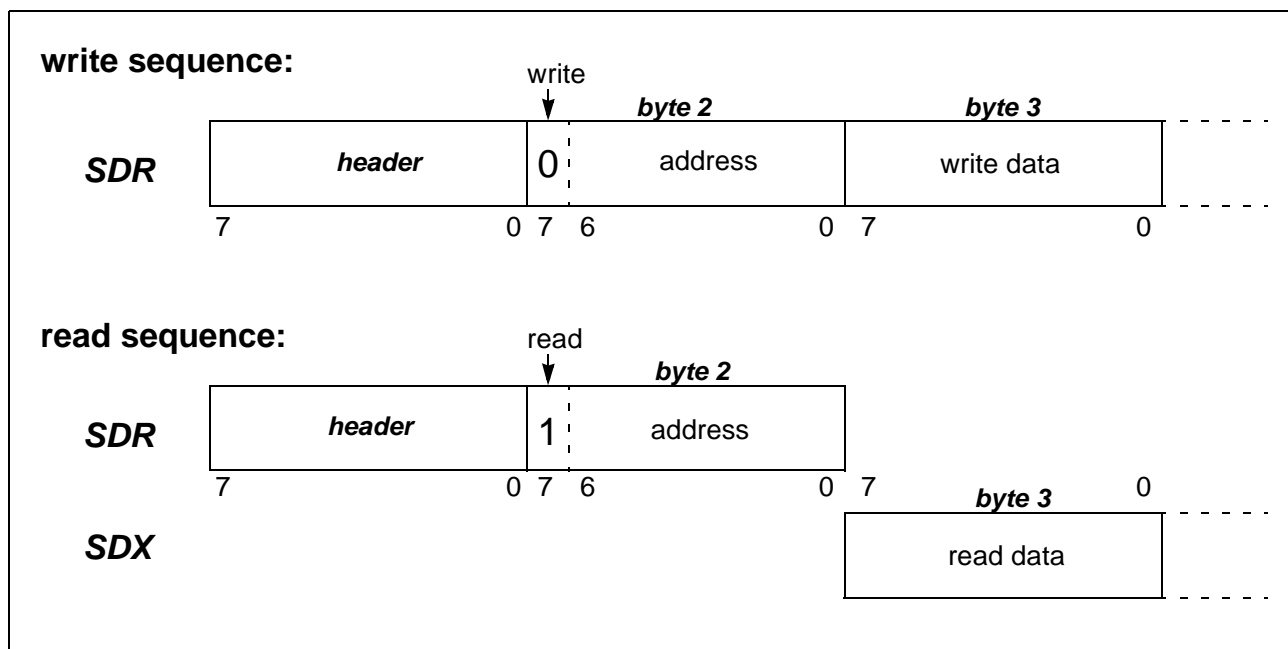 write sequence:
write
byte 2 byte 3
SDR header 0 address write data
7 0 7 6 0 7 0
read sequence:
read
byte 2
SDR header 1 address
7 0 7 6 0 7 0
byte 3
SDX read data